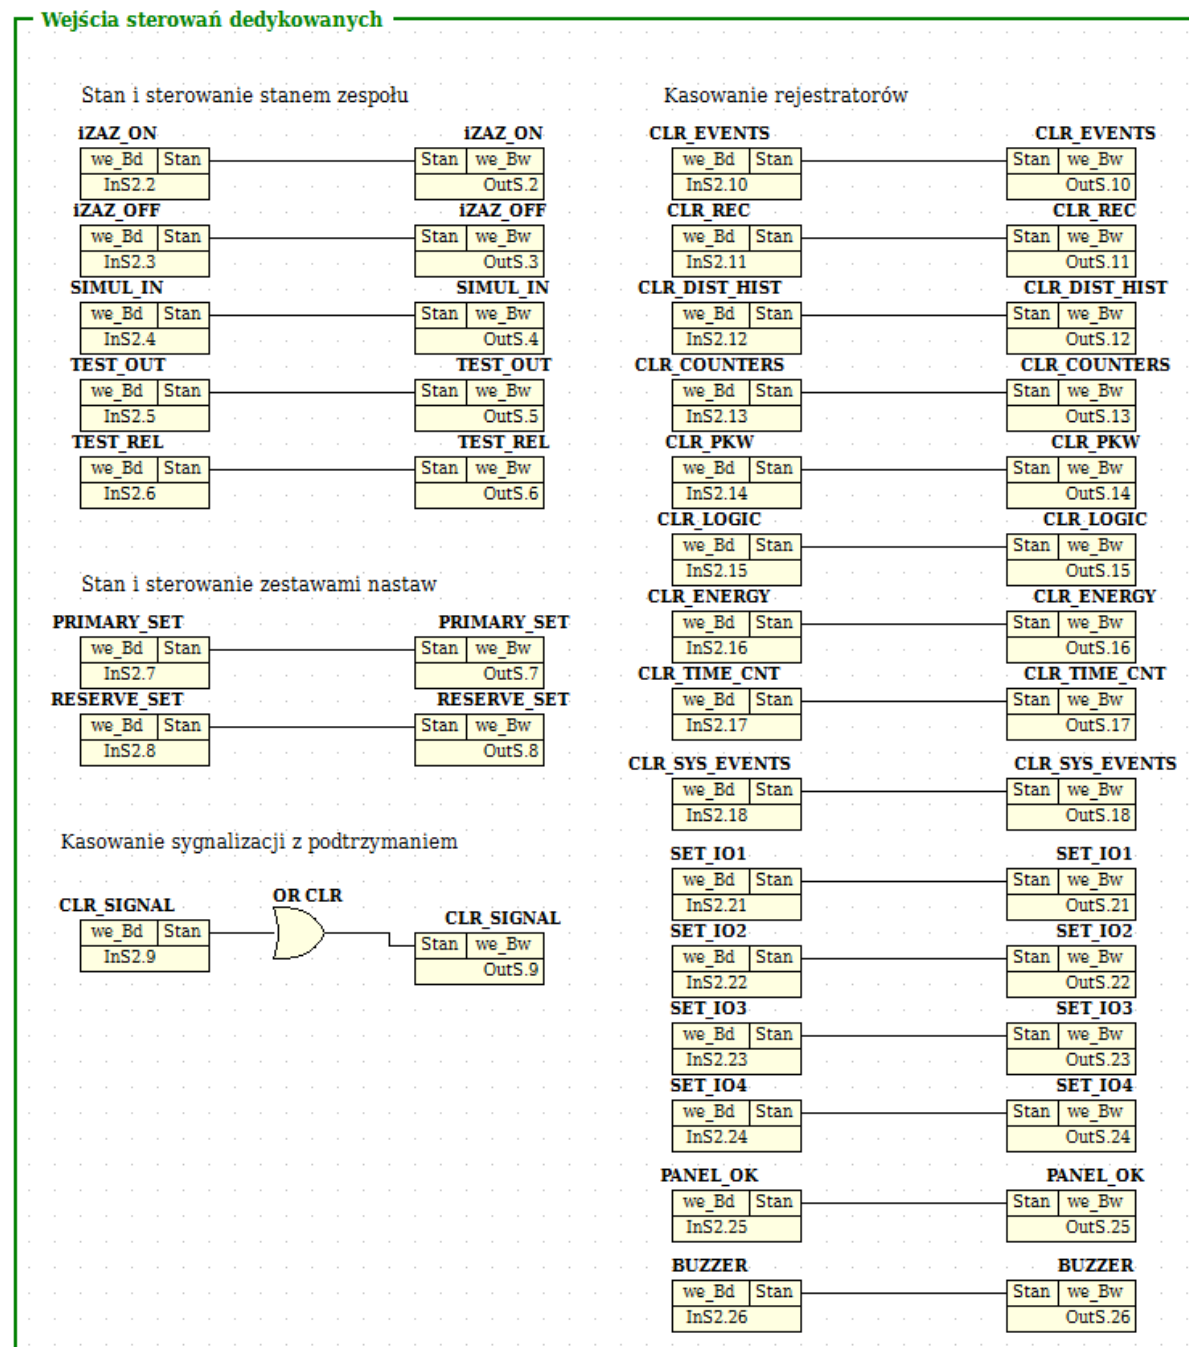 Wejścia sterowań dedykowanych
Stan i sterowanie stanem zespołu
iZAZ_ON iZAZ_ON
we_Bd Stan Stan we_Bw
InS2.2 OutS.2
iZAZ_OFF iZAZ_OFF
we_Bd Stan Stan we_Bw
InS2.3 OutS.3
SIMUL_IN SIMUL_IN
we_Bd Stan Stan we_Bw
InS2.4 OutS.4
TEST_OUT TEST_OUT
we_Bd Stan Stan we_Bw
InS2.5 OutS.5
TEST_REL TEST_REL
we_Bd Stan Stan we_Bw
InS2.6 OutS.6
Stan i sterowanie zestawami nastaw
PRIMARY_SET PRIMARY_SET
we_Bd Stan Stan we_Bw
InS2.7 OutS.7
RESERVE_SET RESERVE_SET
we_Bd Stan Stan we_Bw
InS2.8 OutS.8
Kasowanie sygnalizacji z podtrzymaniem
CLR_SIGNAL OR CLR CLR_SIGNAL
we_Bd Stan Stan we_Bw
InS2.9 OutS.9
Kasowanie rejestratorów
CLR_EVENTS CLR_EVENTS
we_Bd Stan Stan we_Bw
InS2.10 OutS.10
CLR_REC CLR_REC
we_Bd Stan Stan we_Bw
InS2.11 OutS.11
CLR_DIST_HIST CLR_DIST_HIST
we_Bd Stan Stan we_Bw
InS2.12 OutS.12
CLR_COUNTERS CLR_COUNTERS
we_Bd Stan Stan we_Bw
InS2.13 OutS.13
CLR_PKW CLR_PKW
we_Bd Stan Stan we_Bw
InS2.14 OutS.14
CLR_LOGIC CLR_LOGIC
we_Bd Stan Stan we_Bw
InS2.15 OutS.15
CLR_ENERGY CLR_ENERGY
we_Bd Stan Stan we_Bw
InS2.16 OutS.16
CLR_TIME_CNT CLR_TIME_CNT
we_Bd Stan Stan we_Bw
InS2.17 OutS.17
CLR_SYS_EVENTS CLR_SYS_EVENTS
we_Bd Stan Stan we_Bw
InS2.18 OutS.18
SET_IO1 SET_IO1
we_Bd Stan Stan we_Bw
InS2.21 OutS.21
SET_IO2 SET_IO2
we_Bd Stan Stan we_Bw
InS2.22 OutS.22
SET_IO3 SET_IO3
we_Bd Stan Stan we_Bw
InS2.23 OutS.23
SET_IO4 SET_IO4
we_Bd Stan Stan we_Bw
InS2.24 OutS.24
PANEL_OK PANEL_OK
we_Bd Stan Stan we_Bw
InS2.25 OutS.25
BUZZER BUZZER
we_Bd Stan Stan we_Bw
InS2.26 OutS.26